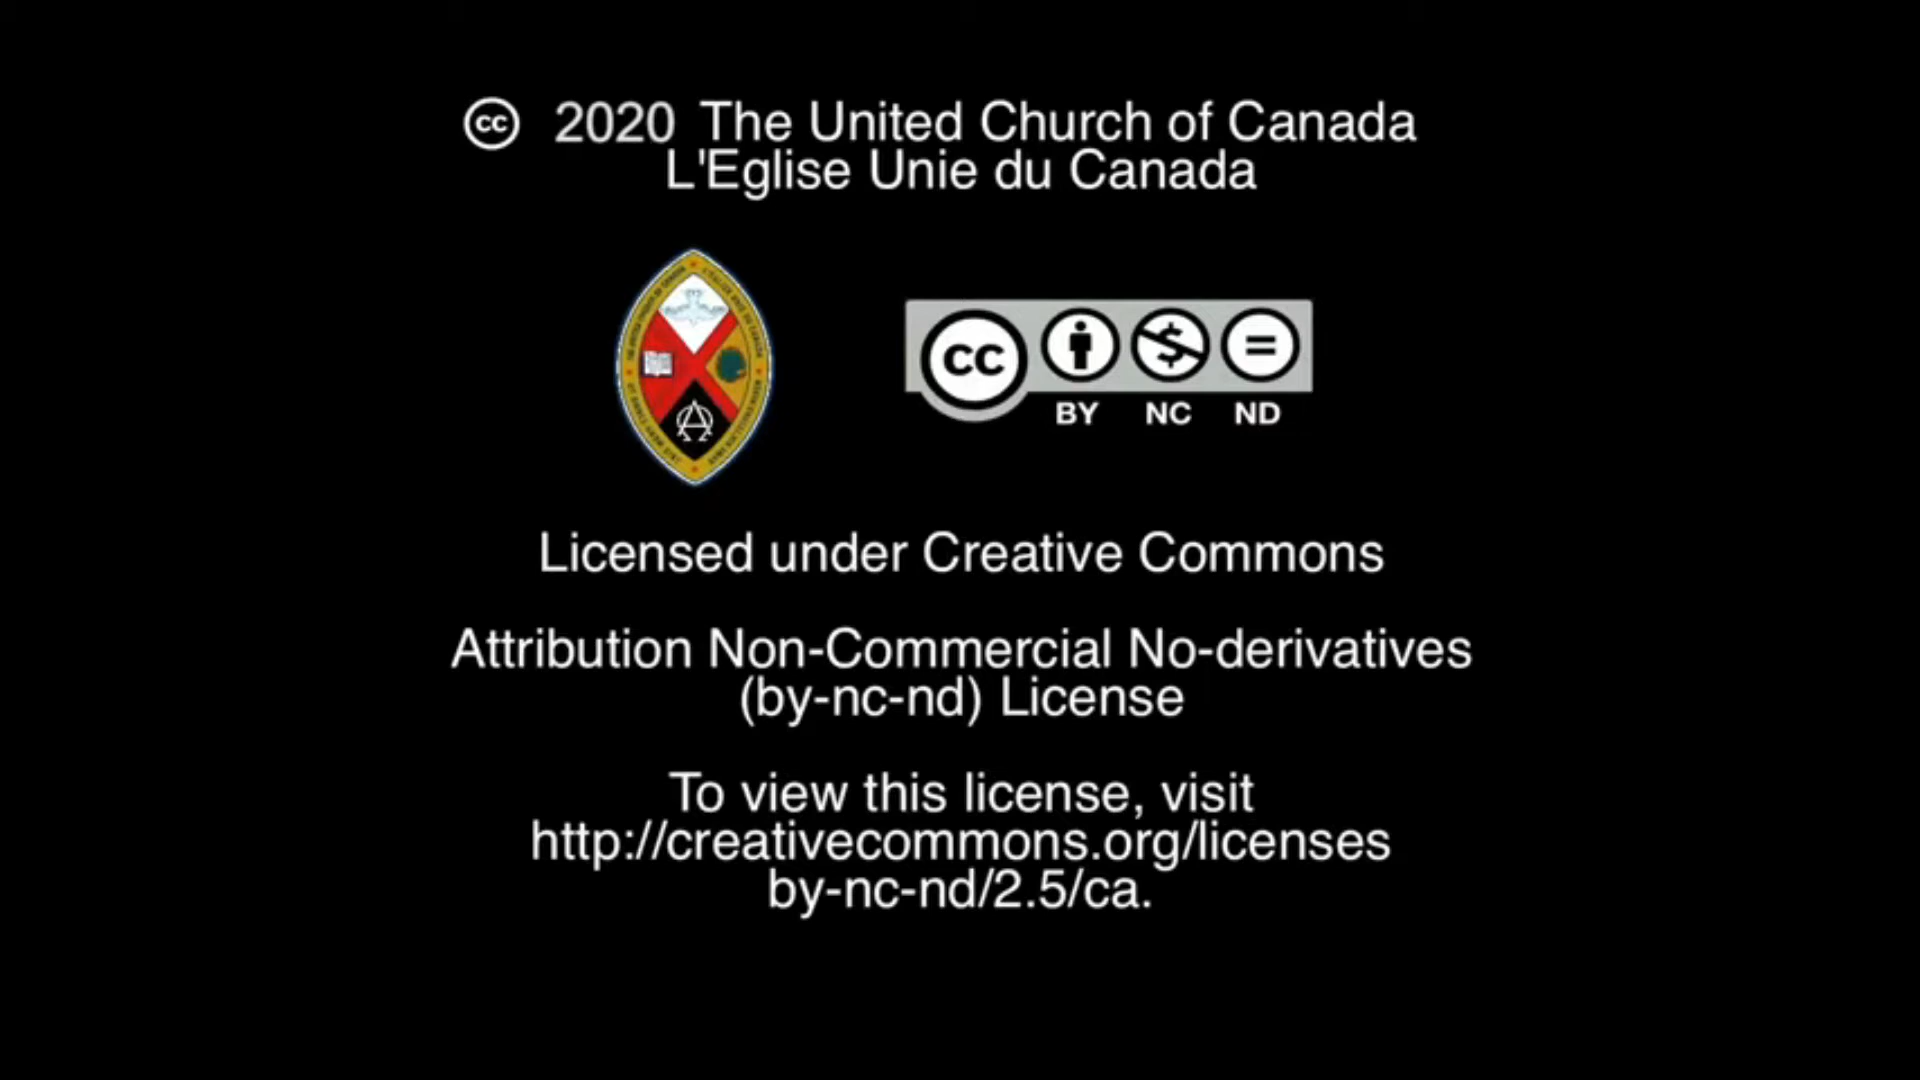 cc 2020 The United Church of Canada
L'Eglise Unie du Canada
cc
BY NC ND
Licensed under Creative Commons
Attribution Non-Commercial No-derivatives
(by-nc-nd) License
To view this license, visit
http://creativecommons.org/licenses
by-nc-nd/2.5/ca.